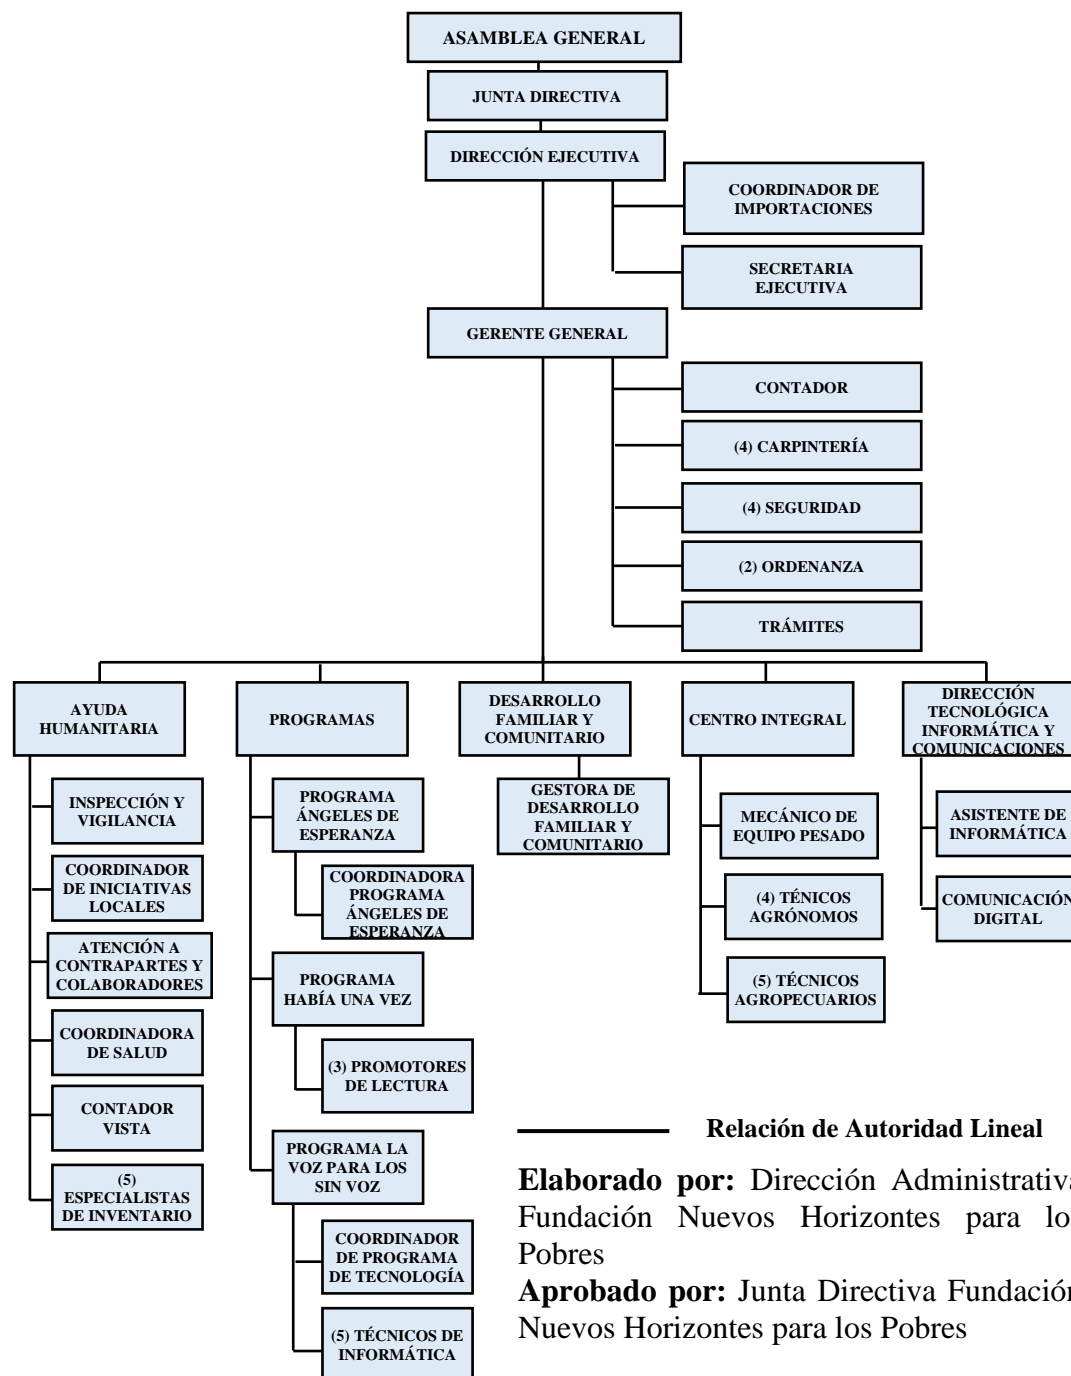 ASAMBLEA GENERAL
JUNTA DIRECTIVA
DIRECCIÓN EJECUTIVA
COORDINADOR DE
IMPORTACIONES
SECRETARIA
EJECUTIVA
GERENTE GENERAL
CONTADOR
(4) CARPINTERÍA
(4) SEGURIDAD
(2) ORDENANZA
TRÁMITES
AYUDA
HUMANITARIA
INSPECCIÓN Y
VIGILANCIA
COORDINADOR
DE INICIATIVAS
LOCALES
ATENCIÓN A
CONTRAPARTES Y
COLABORADORES
COORDINADORA
DE SALUD
CONTADOR
VISTA
(5)
ESPECIALISTAS
DE INVENTARIO
PROGRAMAS
PROGRAMA
ÁNGELES DE
ESPERANZA
COORDINADORA
PROGRAMA
ÁNGELES DE
ESPERANZA
PROGRAMA
HABÍA UNA VEZ
(3) PROMOTORES
DE LECTURA
PROGRAMA LA
VOZ PARA LOS
SIN VOZ
COORDINADOR
DE PROGRAMA
DE TECNOLOGÍA
(5) TÉCNICOS DE
INFORMÁTICA
DESARROLLO
FAMILIAR Y
COMUNITARIO
GESTORA DE
DESARROLLO
FAMILIAR Y
COMUNITARIO
CENTRO INTEGRAL
MECÁNICO DE
EQUIPO PESADO
(4) TÉNICOS
AGRÓNOMOS
(5) TÉCNICOS
AGROPECUARIOS
DIRECCIÓN
TECNOLÓGICA
INFORMÁTICA Y
COMUNICACIONES
ASISTENTE DE
INFORMÁTICA
COMUNICACIÓN
DIGITAL
Relación de Autoridad Lineal
Elaborado por: Dirección Administrativa
Fundación Nuevos Horizontes para lo
Pobres
Aprobado por: Junta Directiva Fundación
Nuevos Horizontes para los Pobres